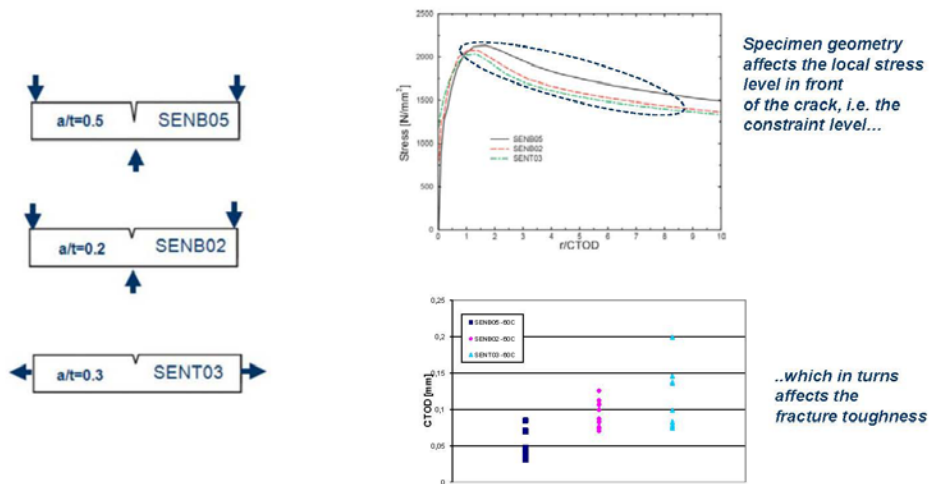 a/t=0.5 SENB05
a/t=0.2 SENB02
a/t=0.3 SENT03
Stress [N/mm²]
2500
2000
1500
1000
500
0
SENB05
SENB02
SENT03
0 1 2 3 4 5 6 7 8 9 10
r/CTOD
Specimen geometry
affects the local stress
level in front
of the crack, i.e. the
constraint level...
CTOD [mm]
0,25
0,2
0,15
0,1
0,05
0
SENB05-60C
SENB02-60C
SENT03-60C
..which in turns
affects the
fracture toughness